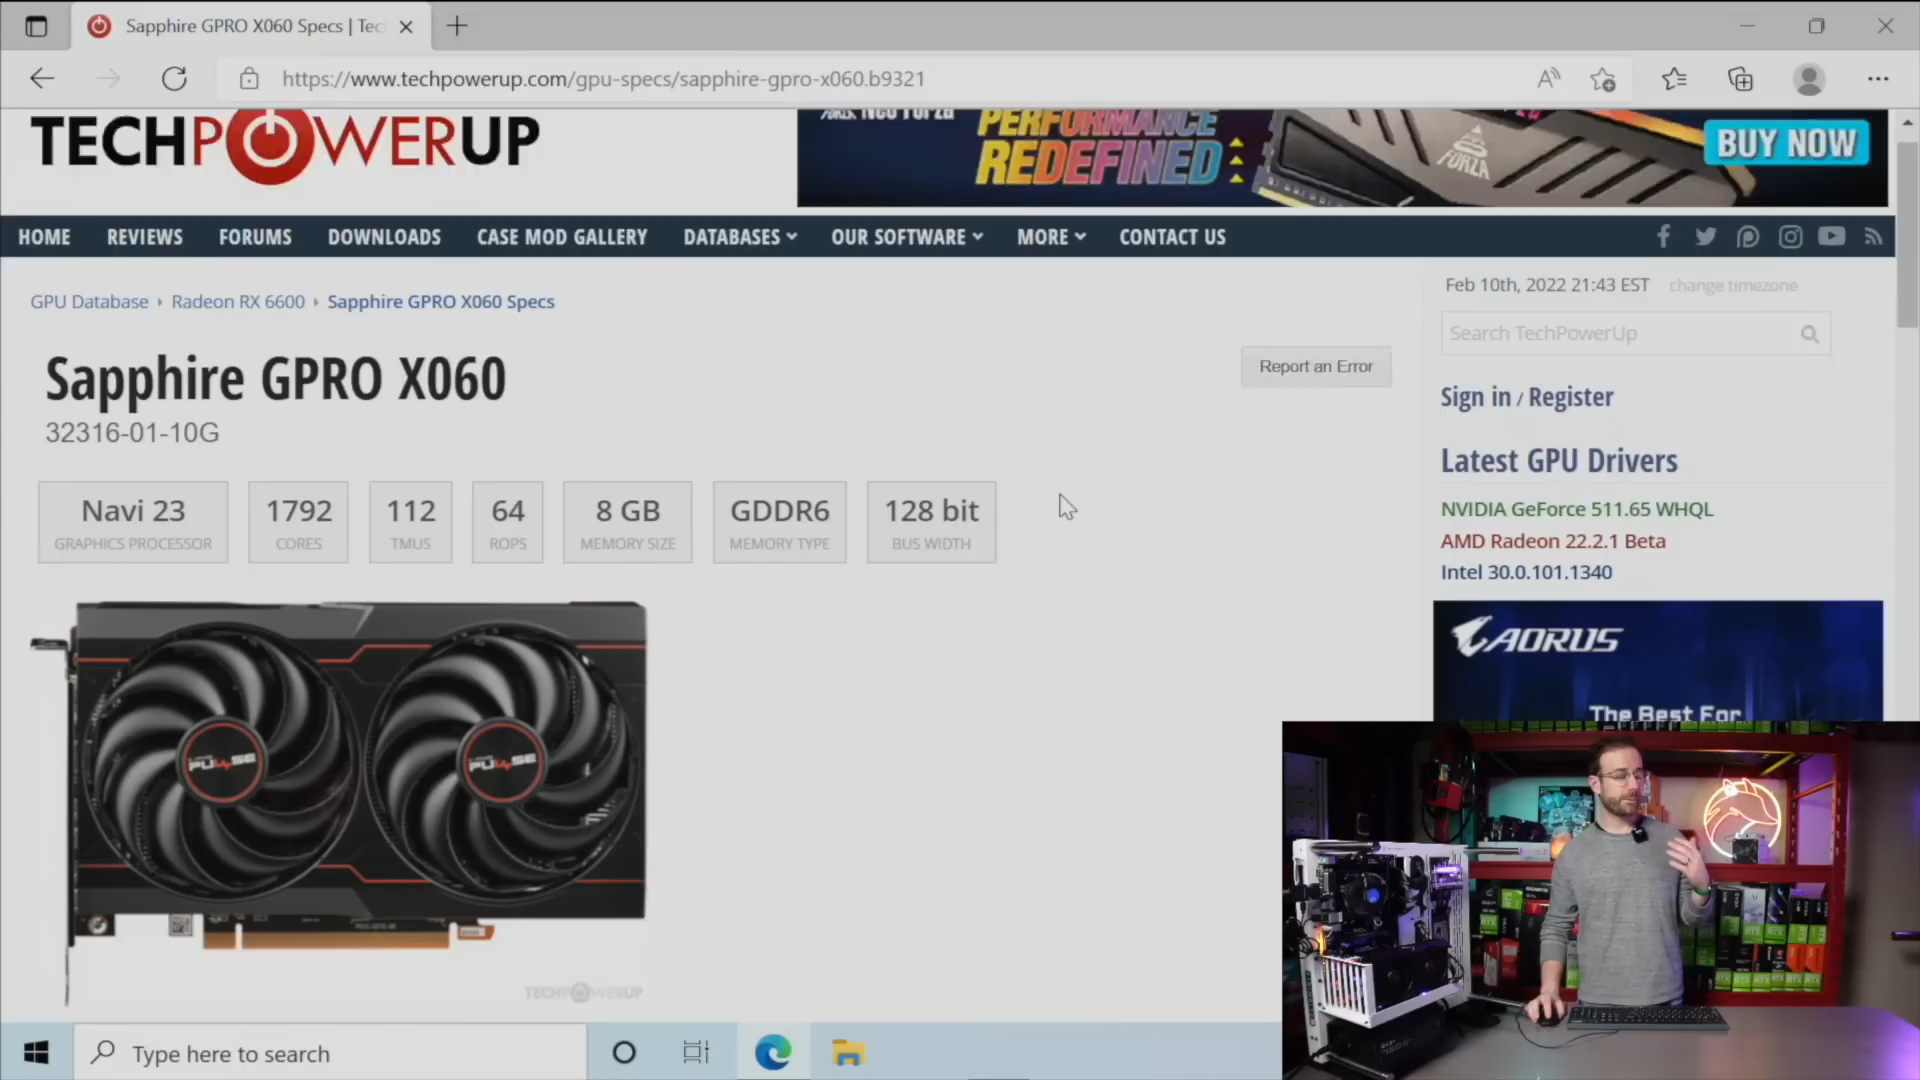 Sapphire GPRO X060 Specs | Tec
https://www.techpowerup.com/gpu-specs/sapphire-gpro-x060.b9321
TECHPOWERUP
PERFORMANCE
REDEFINED
FORZA
BUY NOW
HOME REVIEWS FORUMS DOWNLOADS CASE MOD GALLERY DATABASES OUR SOFTWARE MORE CONTACT US
GPU Database › Radeon RX 6600 › Sapphire GPRO X060 Specs
Feb 10th, 2022 21:43 EST change timezone
Search TechPowerUp
Sapphire GPRO X060
32316-01-10G
Report an Error
Sign in / Register
Navi 23
GRAPHICS PROCESSOR
1792
CORES
112
TMUS
64
ROPS
8 GB
MEMORY SIZE
GDDR6
MEMORY TYPE
128 bit
BUS WIDTH
Latest GPU Drivers
NVIDIA GeForce 511.65 WHQL
AMD Radeon 22.2.1 Beta
Intel 30.0.101.1340
AORUS
The Best For
PULSE
PULSE
TECHPOWERUP
Type here to search